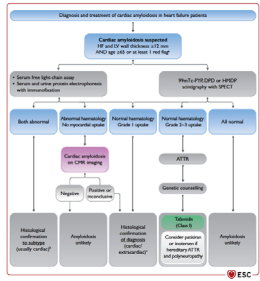 Diagnosis and treatment of cardiac amyloidosis in heart failure patients
Cardiac amyloidosis suspected
HF and LV wall thickness ≥12 mm
AND age ≥65 or at least 1 red flag
• Serum-free light-chain assay
• Serum and urine protein electrophoresis
with immunofixation
99mTc-PYP, DPD or HMDP
scintigraphy with SPECT
Both abnormal
Abnormal haematology
No myocardial uptake
Normal haematology
Grade 1 uptake
Normal haematology
Grade 2–3 uptake
All normal
Cardiac amyloidosis
on CMR imaging
ATTR
Negative
Positive or
inconclusive
Genetic counselling
Histological
confirmation
to subtype
(usually cardiac)
Amyloidosis
unlikely
Histological
confirmation
of diagnosis
(cardiac/
extracardiac)
Tafamidis
(Class I)
Consider patisiran
or inotersen if
hereditary ATTR
and polyneuropathy
Amyloidosis
unlikely
ESC